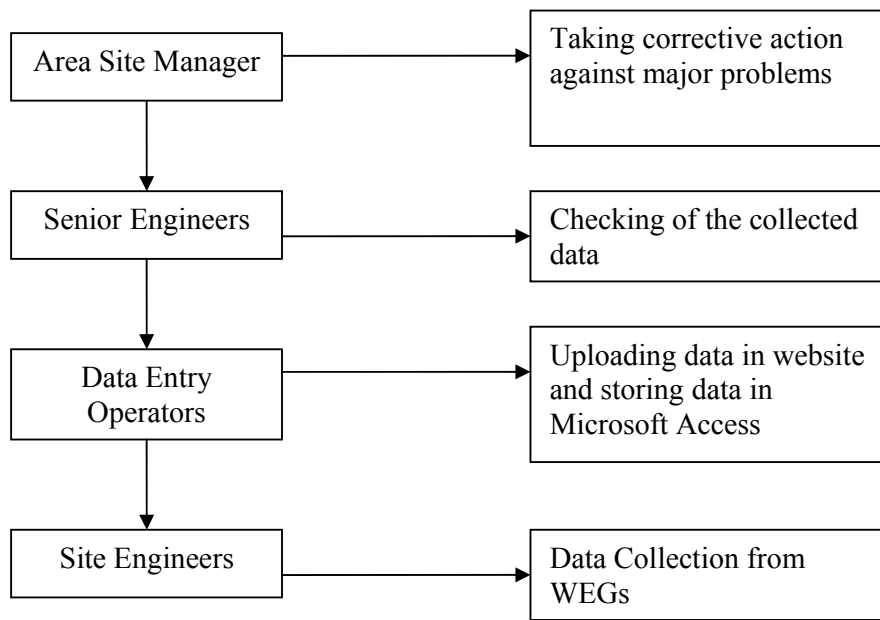 Area Site Manager
Taking corrective action
against major problems
Senior Engineers
Checking of the collected
data
Data Entry
Operators
Uploading data in website
and storing data in
Microsoft Access
Site Engineers
Data Collection from
WEGs